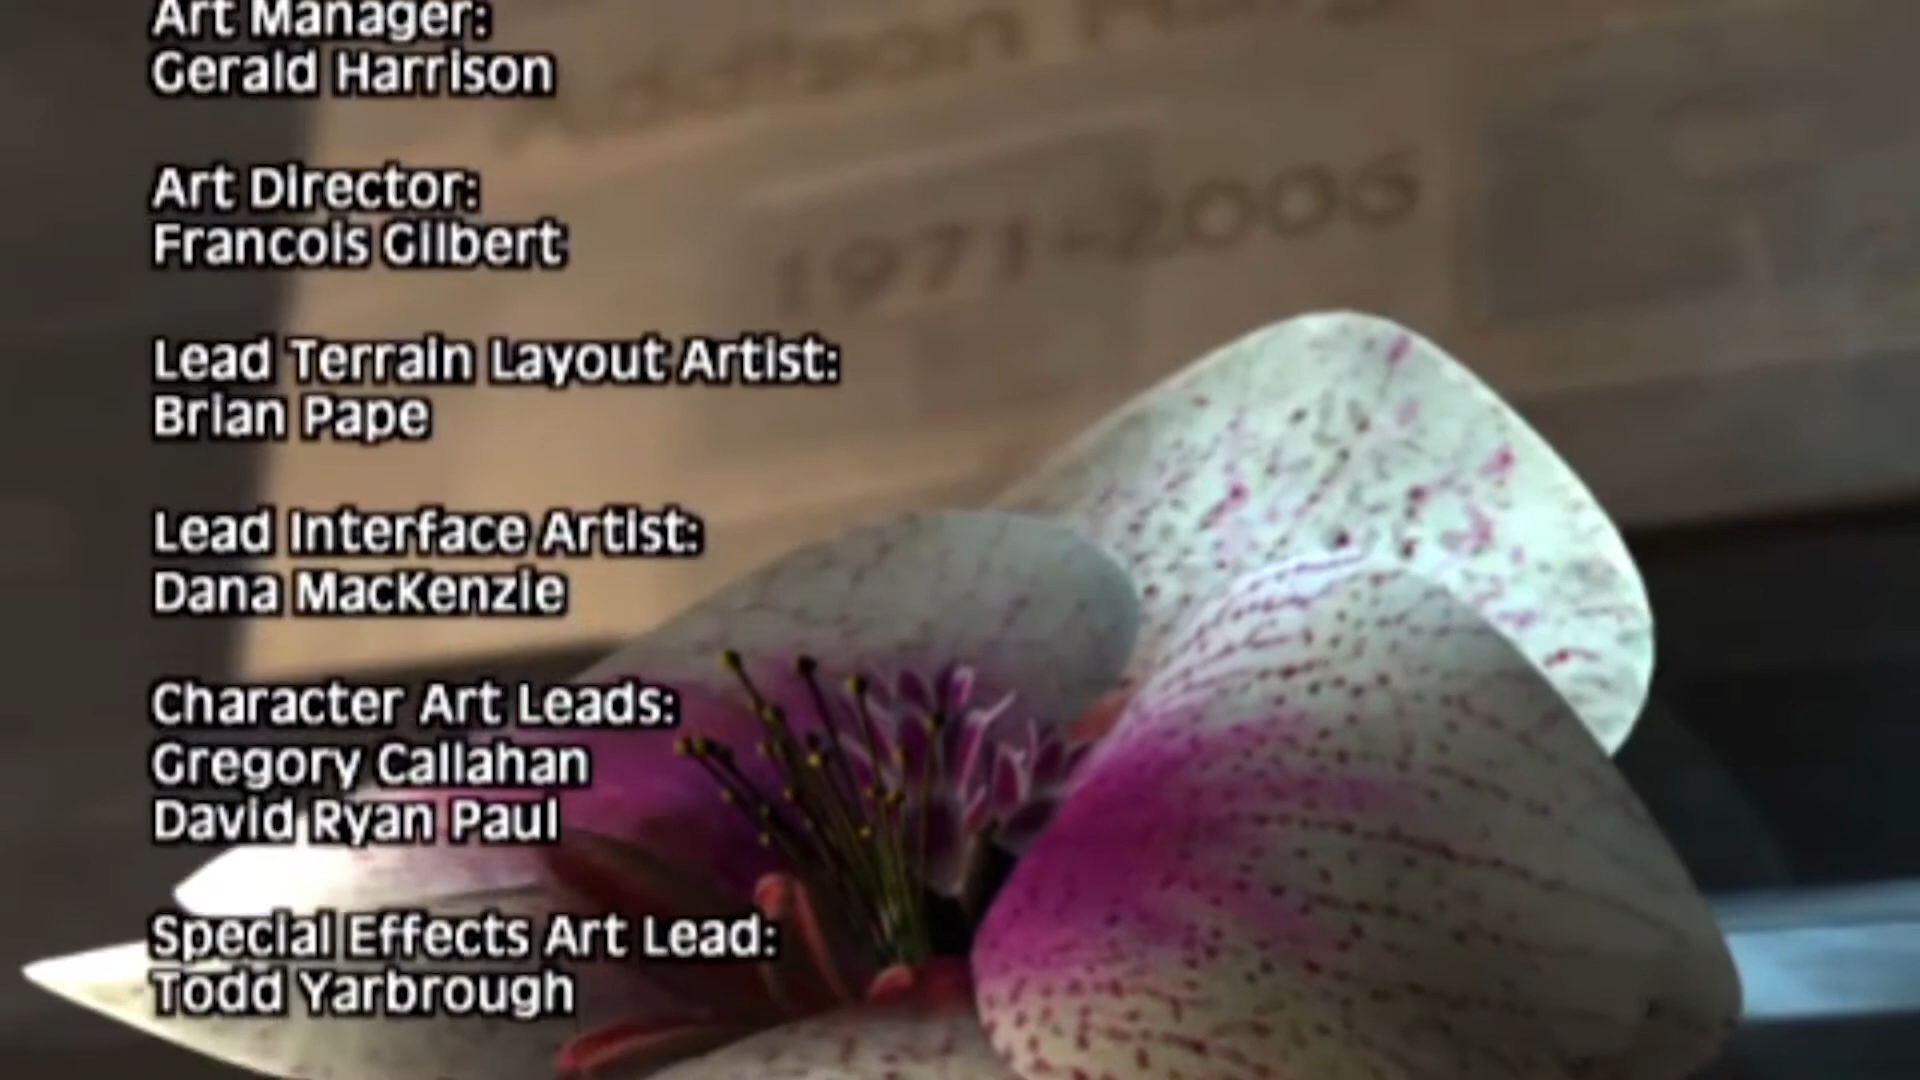 Art Manager:
Gerald Harrison
Art Director:
Francois Gilbert
Lead Terrain Layout Artist:
Brian Pape
Lead Interface Artist:
Dana MacKenzie
Character Art Leads:
Gregory Callahan
David Ryan Paul
Special Effects Art Lead:
Todd Yarbrough
Addison